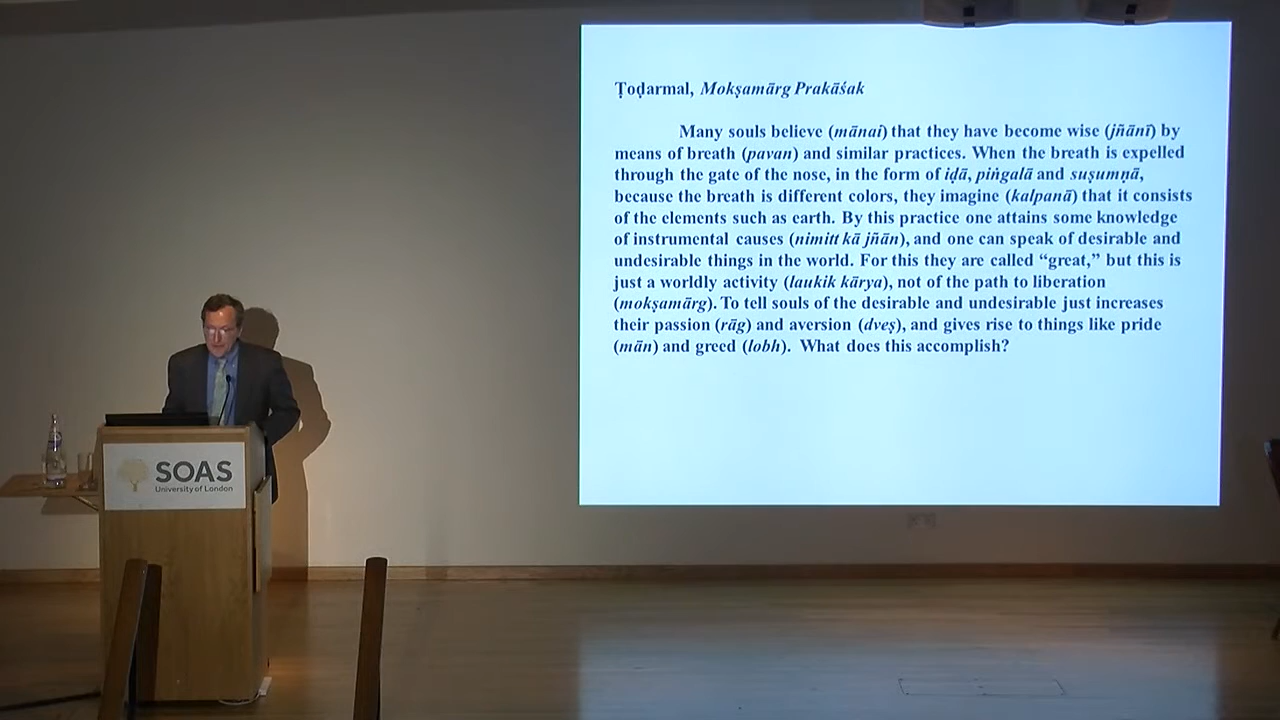 Ṭoḍarmal, Mokṣamārg Prakāśak
Many souls believe (mānai) that they have become wise (jñānī) by
means of breath (pavan) and similar practices. When the breath is expelled
through the gate of the nose, in the form of iḍā, piṅgalā and suṣumṇā,
because the breath is different colors, they imagine (kalpanā) that it consists
of the elements such as earth. By this practice one attains some knowledge
of instrumental causes (nimitt kā jñān), and one can speak of desirable and
undesirable things in the world. For this they are called “great,” but this is
just a worldly activity (laukik kārya), not of the path to liberation
(mokṣamārg). To tell souls of the desirable and undesirable just increases
their passion (rāg) and aversion (dveṣ), and gives rise to things like pride
(mān) and greed (lobh). What does this accomplish?
SOAS
University of London